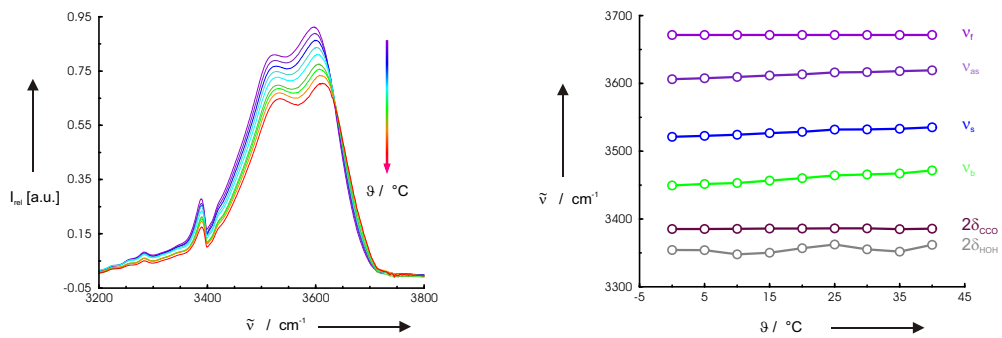 0.95
0.75
0.55
0.35
0.15
-0.05
I_rel [a.u.]
3200 3400 3600 3800
ṽ / cm⁻¹
ϑ / °C
3700
3600
3500
3400
3300
ṽ / cm⁻¹
-5 5 15 25 35 45
ϑ / °C
ν_f
ν_as
ν_s
ν_b
2δ_CCO
2δ_HOH